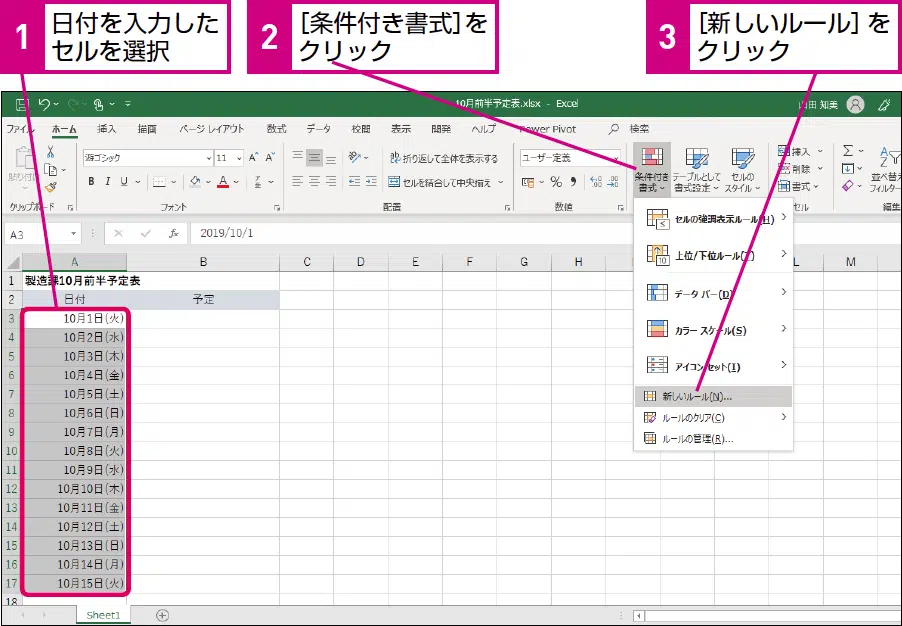 1 日付を入力した
セルを選択
2 [条件付き書式]を
クリック
3 [新しいルール]を
クリック
10月前半予定表.xlsx - Excel
山田 知美
ファイル ホーム 挿入 描画 ページ レイアウト 数式 データ 校閲 表示 開発 ヘルプ Power Pivot 検索
貼り付け
游ゴシック 11 A A
折り返して全体を表示する
ユーザー定義
B I U A
セルを結合して中央揃え
% 9
条件付き
書式
テーブルとして
書式設定
セルの
スタイル
挿入
削除
書式
Σ
並べ替え
フィルター
クリップボード フォント 配置 数値 セル 編集
A3 fx 2019/10/1
セルの強調表示ルール(H)
上位/下位ルール(T)
データ バー(D)
カラー スケール(S)
アイコン セット(I)
新しいルール(N)...
ルールのクリア(C)
ルールの管理(R)...
A B C D E F G H L M
1 製造課10月前半予定表
2 日付 予定
3 10月1日(火)
4 10月2日(水)
5 10月3日(木)
6 10月4日(金)
7 10月5日(土)
8 10月6日(日)
9 10月7日(月)
10 10月8日(火)
11 10月9日(水)
12 10月10日(木)
13 10月11日(金)
14 10月12日(土)
15 10月13日(日)
16 10月14日(月)
17 10月15日(火)
18
Sheet1